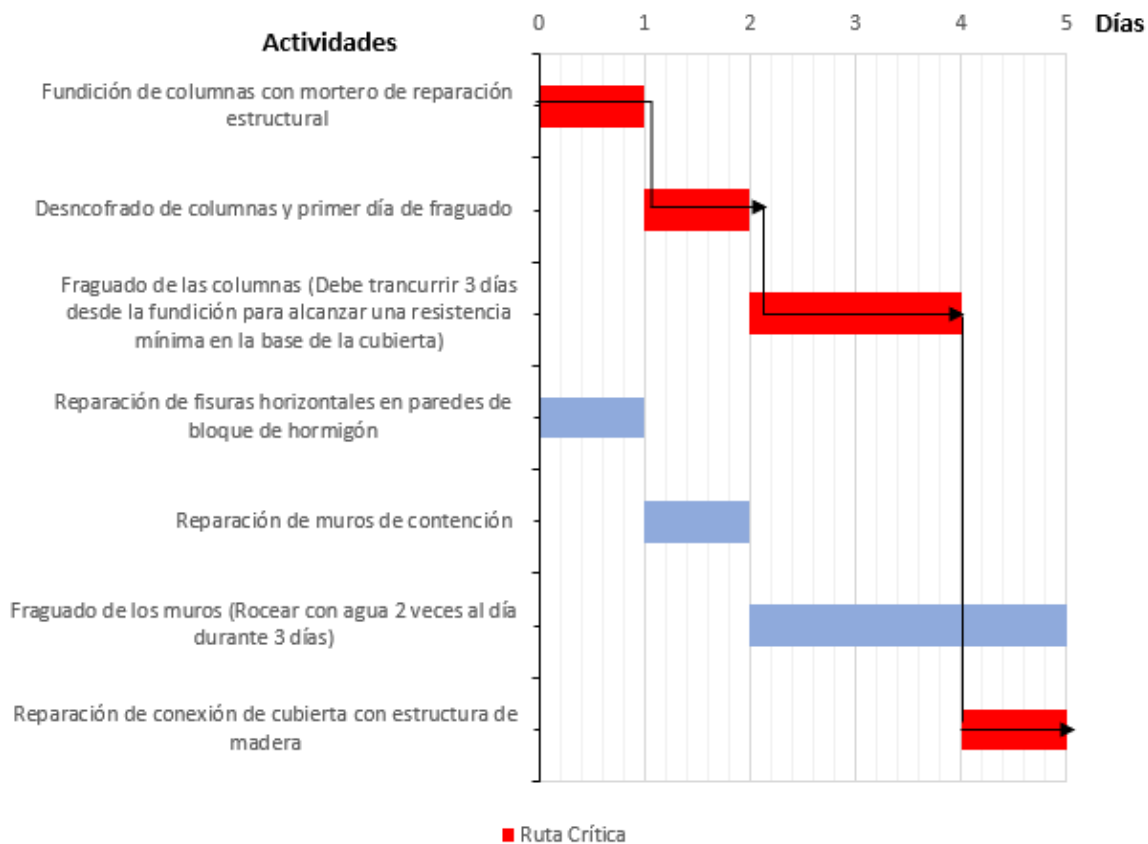 0 1 2 3 4 5 Días
Actividades
Fundición de columnas con mortero de reparación
estructural
Desncofrado de columnas y primer día de fraguado
Fraguado de las columnas (Debe trancurrir 3 días
desde la fundición para alcanzar una resistencia
mínima en la base de la cubierta)
Reparación de fisuras horizontales en paredes de
bloque de hormigón
Reparación de muros de contención
Fraguado de los muros (Rocear con agua 2 veces al día
durante 3 días)
Reparación de conexión de cubierta con estructura de
madera
Ruta Crítica